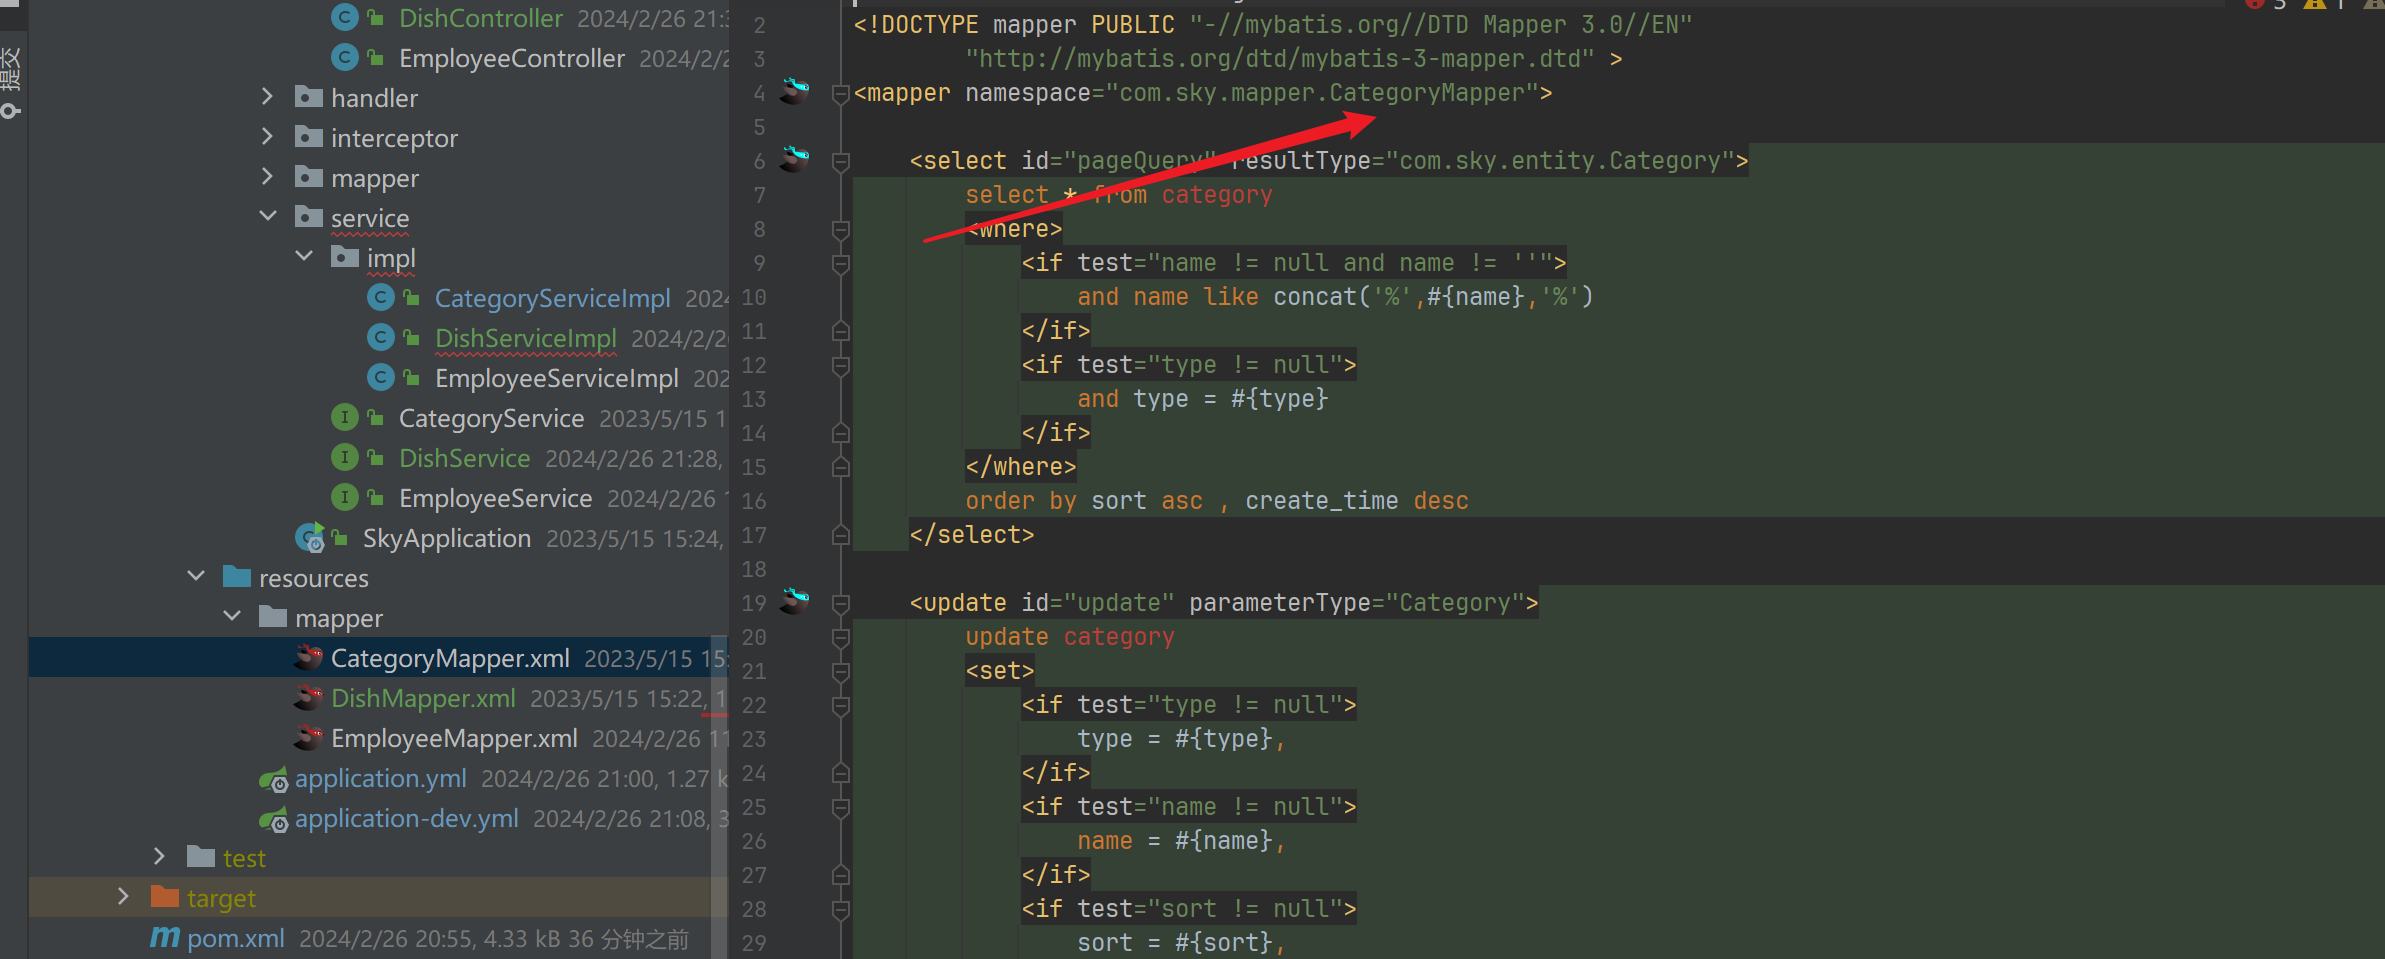 DishController 2024/2/26 21:3
EmployeeController 2024/2/2
handler
interceptor
mapper
service
impl
CategoryServiceImpl 2024
DishServiceImpl 2024/2/2
EmployeeServiceImpl 202
CategoryService 2023/5/15 1
DishService 2024/2/26 21:28,
EmployeeService 2024/2/26 1
SkyApplication 2023/5/15 15:24,
resources
mapper
CategoryMapper.xml 2023/5/15 15:
DishMapper.xml 2023/5/15 15:22, 1
EmployeeMapper.xml 2024/2/26 11
application.yml 2024/2/26 21:00, 1.27 k
application-dev.yml 2024/2/26 21:08, 3
test
target
pom.xml 2024/2/26 20:55, 4.33 kB 36 分钟之前
提交
3 1
2 <!DOCTYPE mapper PUBLIC "-//mybatis.org//DTD Mapper 3.0//EN"
3 "http://mybatis.org/dtd/mybatis-3-mapper.dtd" >
4 <mapper namespace="com.sky.mapper.CategoryMapper">
5
6 <select id="pageQuery" resultType="com.sky.entity.Category">
7 select * from category
8 <where>
9 <if test="name != null and name != ''">
10 and name like concat('%',#{name},'%')
11 </if>
12 <if test="type != null">
13 and type = #{type}
14 </if>
15 </where>
16 order by sort asc , create_time desc
17 </select>
18
19 <update id="update" parameterType="Category">
20 update category
21 <set>
22 <if test="type != null">
23 type = #{type},
24 </if>
25 <if test="name != null">
26 name = #{name},
27 </if>
28 <if test="sort != null">
29 sort = #{sort},